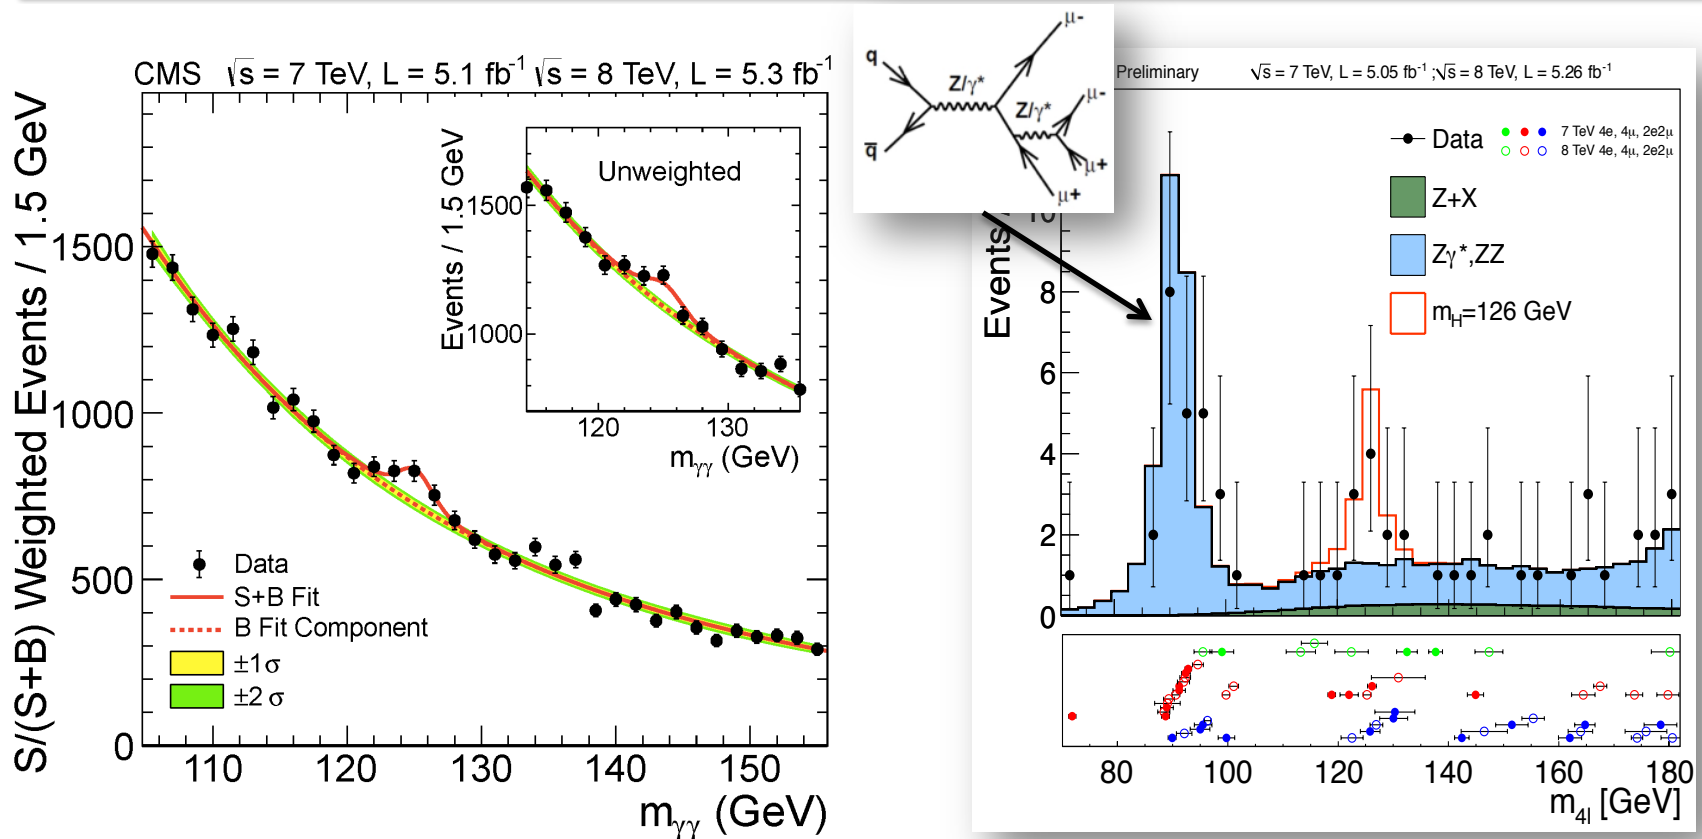 CMS √s = 7 TeV, L = 5.1 fb⁻¹ √s = 8 TeV, L = 5.3 fb⁻¹
S/(S+B) Weighted Events / 1.5 GeV
1500
1000
500
0
110 120 130 140 150
mγγ (GeV)
Data
S+B Fit
B Fit Component
±1σ
±2 σ
Unweighted
Events / 1.5 GeV
1500
1000
120 130
mγγ (GeV)
q
q̅
Z/γ*
Z/γ*
μ-
μ-
μ+
μ+
Preliminary √s = 7 TeV, L = 5.05 fb⁻¹ ;√s = 8 TeV, L = 5.26 fb⁻¹
Events
10
8
6
4
2
0
Data
7 TeV 4e, 4μ, 2e2μ
8 TeV 4e, 4μ, 2e2μ
Z+X
Zγ*,ZZ
mH=126 GeV
80 100 120 140 160 180
m4l [GeV]